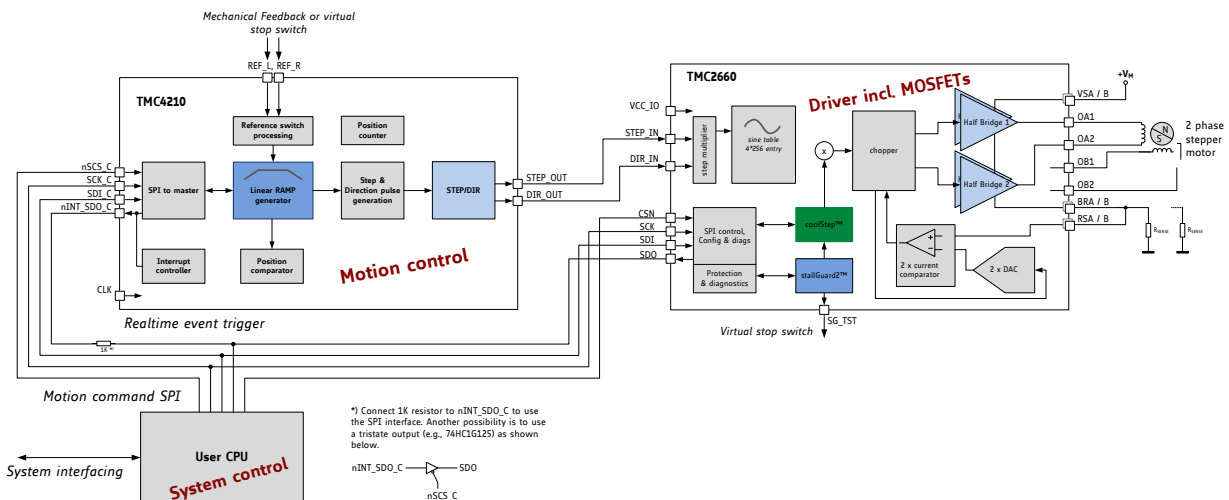 Mechanical Feedback or virtual
stop switch
REF_L, REF_R
TMC4210
Reference switch
processing
Position
counter
nSCS_C
SCK_C
SDI_C
nINT_SDO_C
SPI to master
Linear RAMP
generator
Step &
Direction pulse
generation
STEP/DIR
STEP_OUT
DIR_OUT
Interrupt
controller
Position
comparator
Motion control
CLK
Realtime event trigger
1K *)
Motion command SPI
User CPU
System control
System interfacing
*) Connect 1K resistor to nINT_SDO_C to use
the SPI interface. Another possibility is to use
a tristate output (e.g., 74HC1G125) as shown
below.
nINT_SDO_C
SDO
nSCS_C
TMC2660
Driver incl. MOSFETs
VCC_IO
STEP_IN
DIR_IN
step multiplier
sine table
4*256 entry
x
chopper
Half Bridge 1
Half Bridge 2
+VM
VSA / B
OA1
OA2
OB1
OB2
BRA / B
RSA / B
N
S
2 phase
stepper
motor
RSENSE
RSENSE
CSN
SCK
SDI
SDO
SPI control,
Config & diags
Protection
& diagnostics
coolStep™
stallGuard2™
2 x current
comparator
2 x DAC
SG_TST
Virtual stop switch